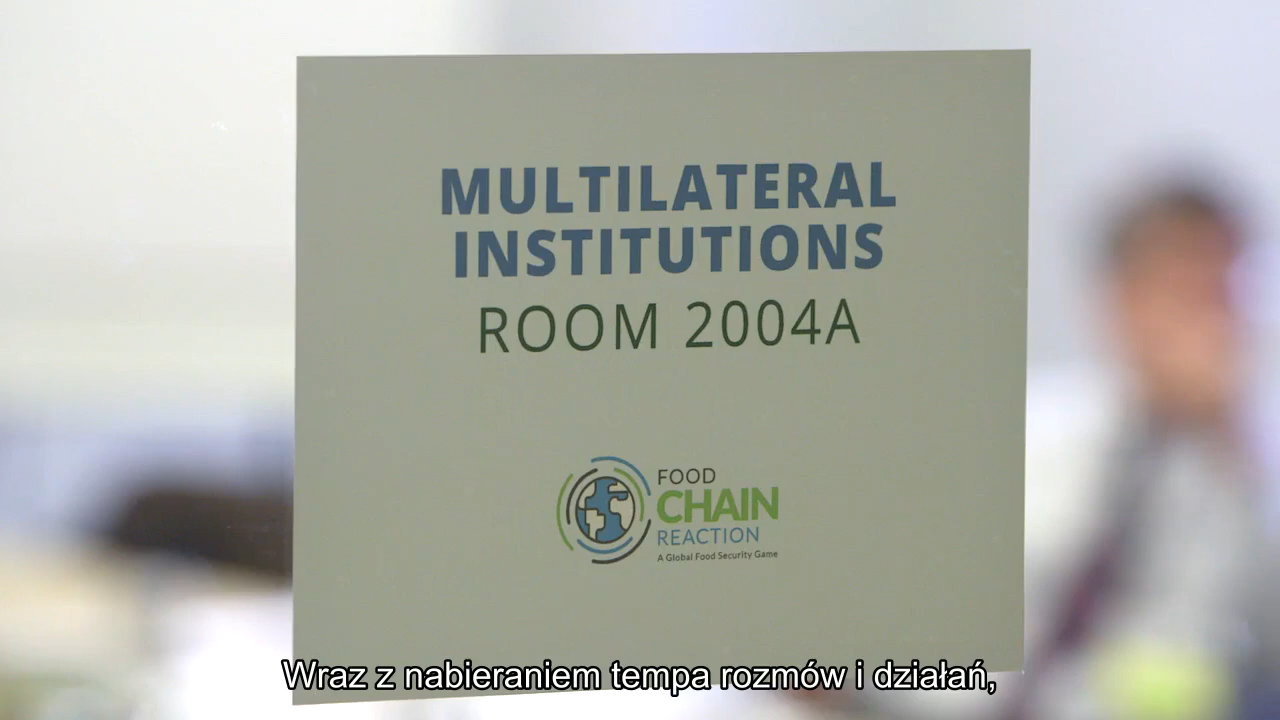 MULTILATERAL
INSTITUTIONS
ROOM 2004A
FOOD
CHAIN
REACTION
A Global Food Security Game
Wraz z nabieraniem tempa rozmów i działań,